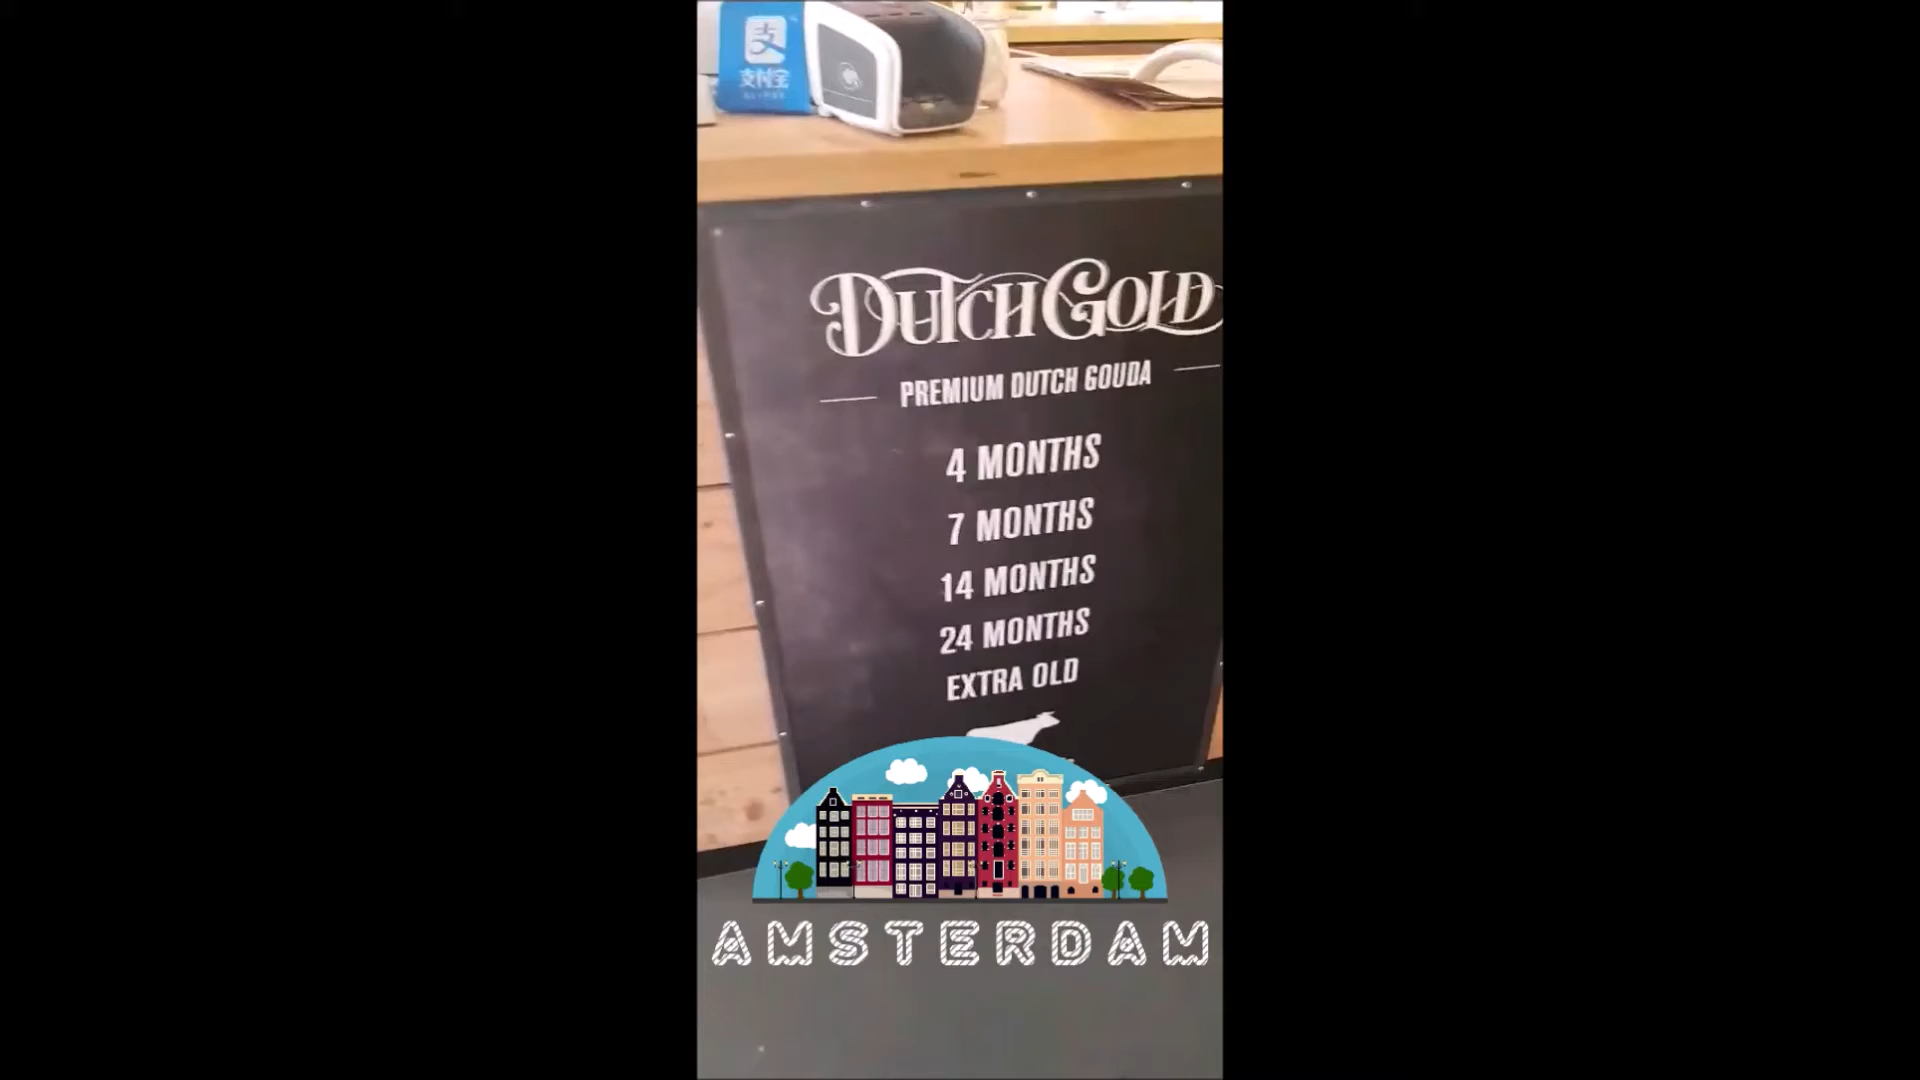 支
支付宝
DUTCH GOLD
PREMIUM DUTCH GOUDA
4 MONTHS
7 MONTHS
14 MONTHS
24 MONTHS
EXTRA OLD
AMSTERDAM